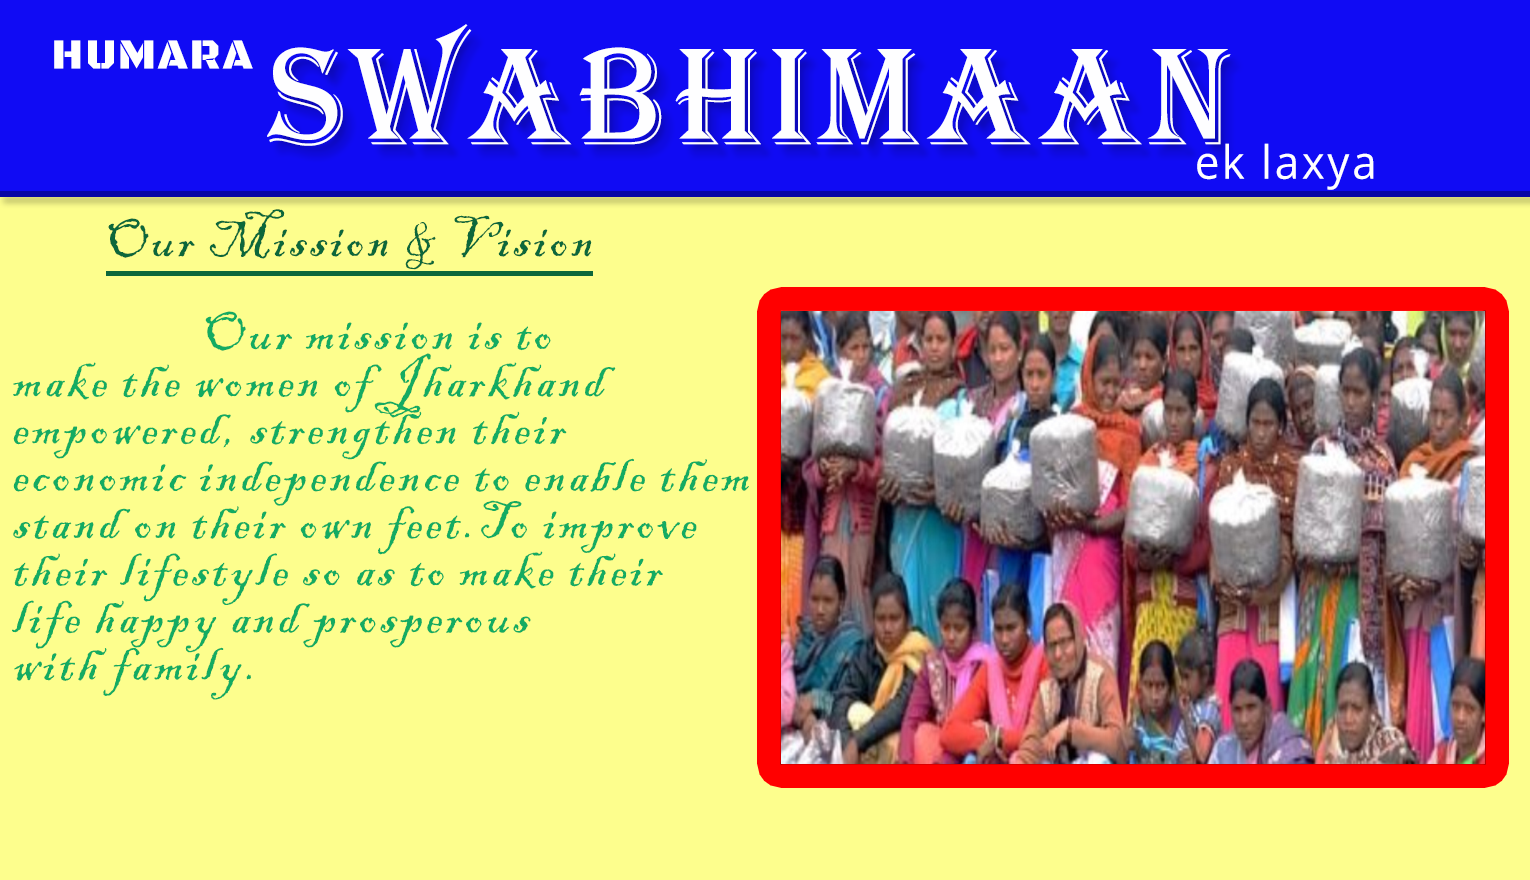 HUMARA SWABHIMAAN
ek laxya
Our Mission & Vision
Our mission is to
make the women of Jharkhand
empowered, strengthen their
economic independence to enable them
stand on their own feet.To improve
their lifestyle so as to make their
life happy and prosperous
with family.